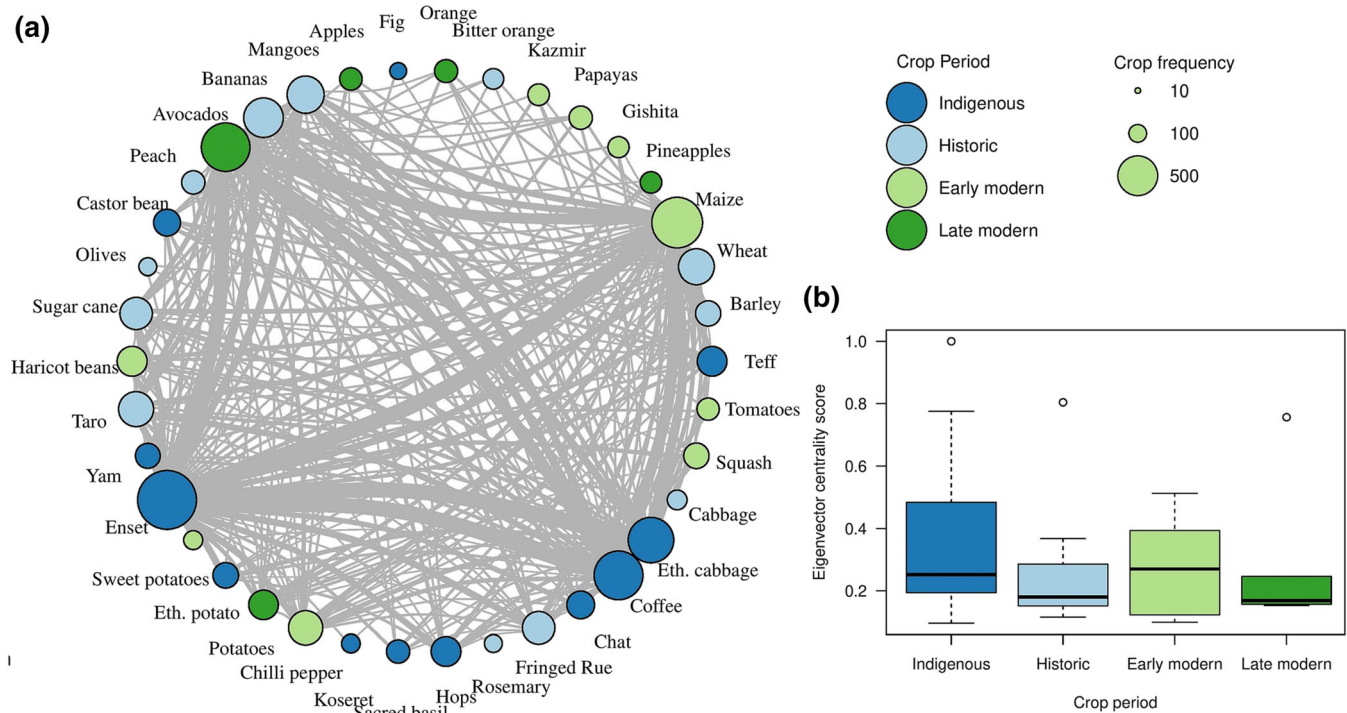 (a)
Fig
Orange
Apples
Bitter orange
Mangoes
Kazmir
Bananas
Papayas
Avocados
Gishita
Peach
Pineapples
Castor bean
Maize
Olives
Wheat
Sugar cane
Barley
Haricot beans
Teff
Taro
Tomatoes
Yam
Squash
Enset
Cabbage
Sweet potatoes
Eth. cabbage
Eth. potato
Coffee
Potatoes
Chat
Chilli pepper
Fringed Rue
Koseret
Rosemary
Sacred basil
Hops
Crop Period
Indigenous
Historic
Early modern
Late modern
Crop frequency
10
100
500
(b)
Eigenvector centrality score
1.0
0.8
0.6
0.4
0.2
Indigenous Historic Early modern Late modern
Crop period